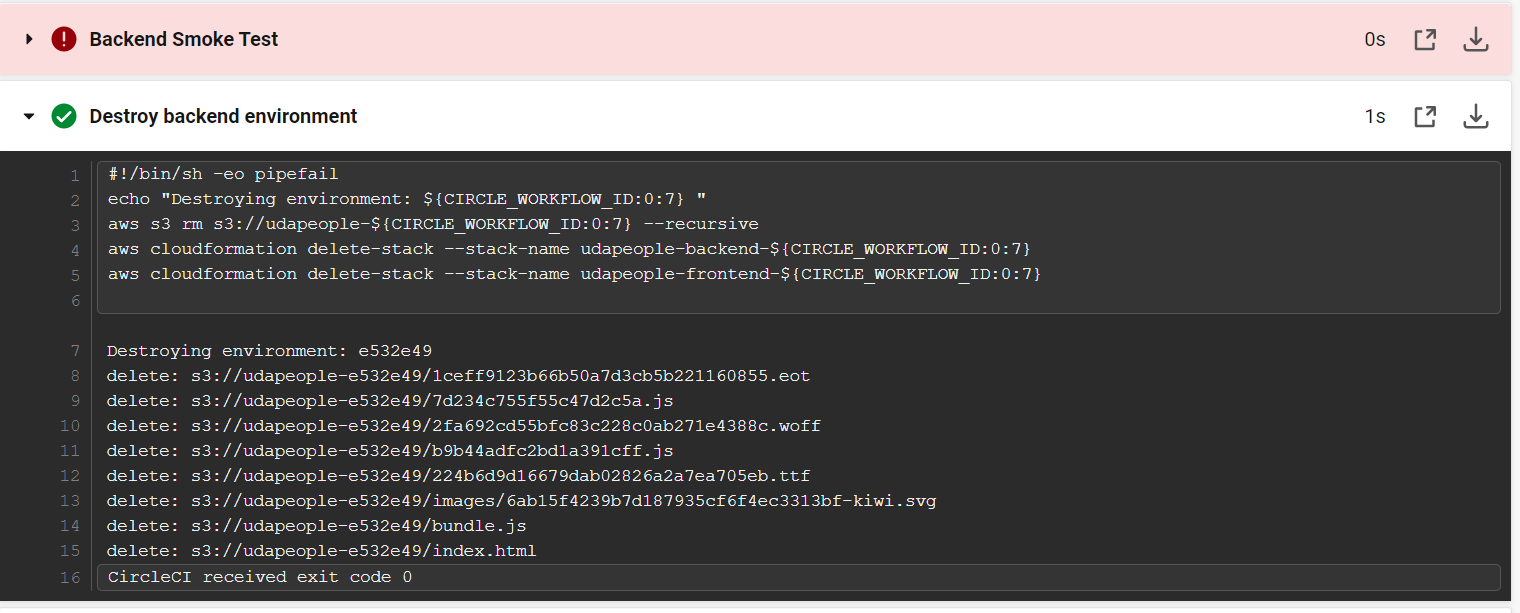 Backend Smoke Test 0s
Destroy backend environment 1s
1 #!/bin/sh -eo pipefail
2 echo "Destroying environment: ${CIRCLE_WORKFLOW_ID:0:7} "
3 aws s3 rm s3://udapeople-${CIRCLE_WORKFLOW_ID:0:7} --recursive
4 aws cloudformation delete-stack --stack-name udapeople-backend-${CIRCLE_WORKFLOW_ID:0:7}
5 aws cloudformation delete-stack --stack-name udapeople-frontend-${CIRCLE_WORKFLOW_ID:0:7}
6
7 Destroying environment: e532e49
8 delete: s3://udapeople-e532e49/1ceff9123b66b50a7d3cb5b221160855.eot
9 delete: s3://udapeople-e532e49/7d234c755f55c47d2c5a.js
10 delete: s3://udapeople-e532e49/2fa692cd55bfc83c228c0ab271e4388c.woff
11 delete: s3://udapeople-e532e49/b9b44adfc2bd1a391cff.js
12 delete: s3://udapeople-e532e49/224b6d9d16679dab02826a2a7ea705eb.ttf
13 delete: s3://udapeople-e532e49/images/6ab15f4239b7d187935cf6f4ec3313bf-kiwi.svg
14 delete: s3://udapeople-e532e49/bundle.js
15 delete: s3://udapeople-e532e49/index.html
16 CircleCI received exit code 0